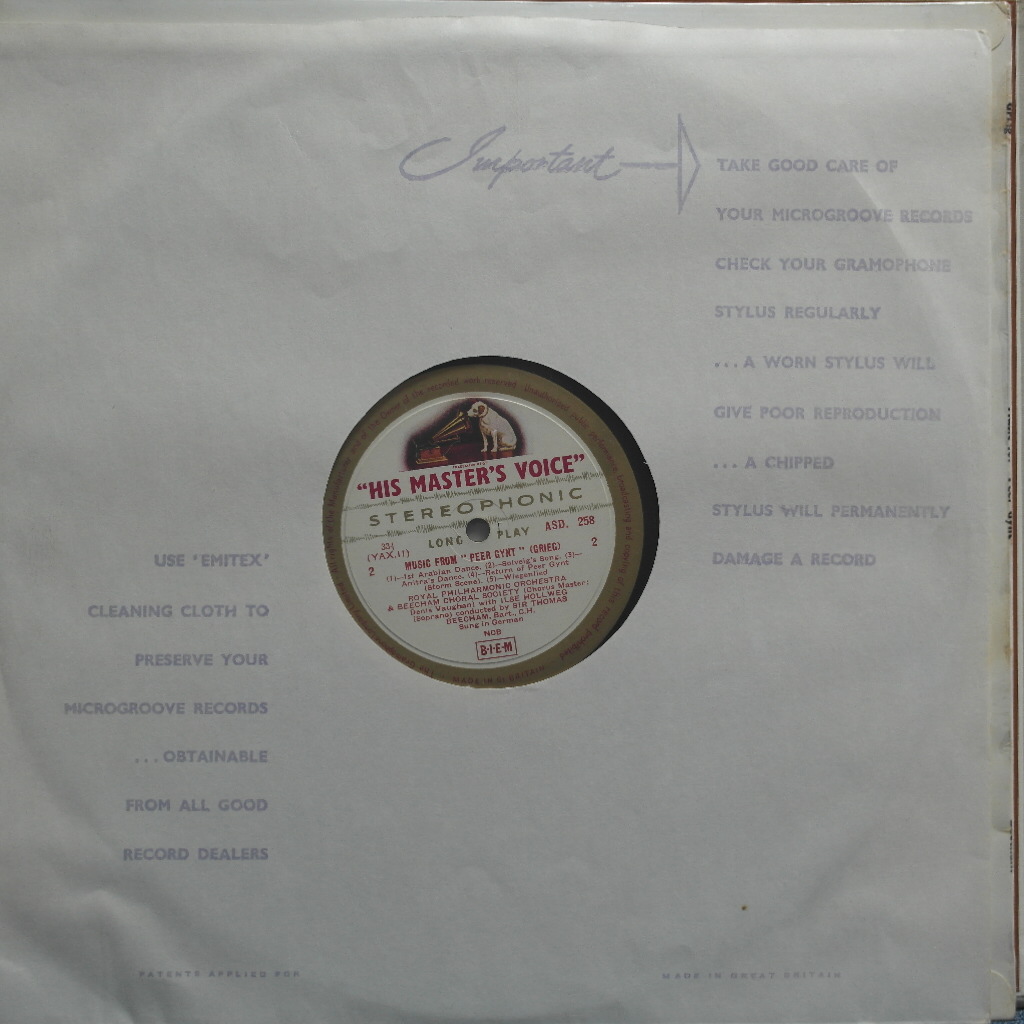 Important
TAKE GOOD CARE OF
YOUR MICROGROOVE RECORDS
CHECK YOUR GRAMOPHONE
STYLUS REGULARLY
...A WORN STYLUS WILL
GIVE POOR REPRODUCTION
...A CHIPPED
STYLUS WILL PERMANENTLY
DAMAGE A RECORD
"HIS MASTER'S VOICE"
STEREOPHONIC
LONG PLAY
ASD. 258
33⅓
(YAX.11)
2
2
MUSIC FROM "PEER GYNT" (GRIEG)
(1)—1st Arabian Dance. (2)—Solveig's Song. (3)—
Anitra's Dance. (4)—Return of Peer Gynt
(Storm Scene). (5)—Wiegenlied
ROYAL PHILHARMONIC ORCHESTRA
& BEECHAM CHORAL SOCIETY (Chorus Master:
Denis Vaughan) with ILSE HOLLWEG
(Soprano) conducted by SIR THOMAS
BEECHAM, Bart., C.H.
Sung in German
NCB
B·I·E·M
MADE IN GT. BRITAIN
USE 'EMITEX'
CLEANING CLOTH TO
PRESERVE YOUR
MICROGROOVE RECORDS
...OBTAINABLE
FROM ALL GOOD
RECORD DEALERS
PATENTS APPLIED FOR
MADE IN GREAT BRITAIN